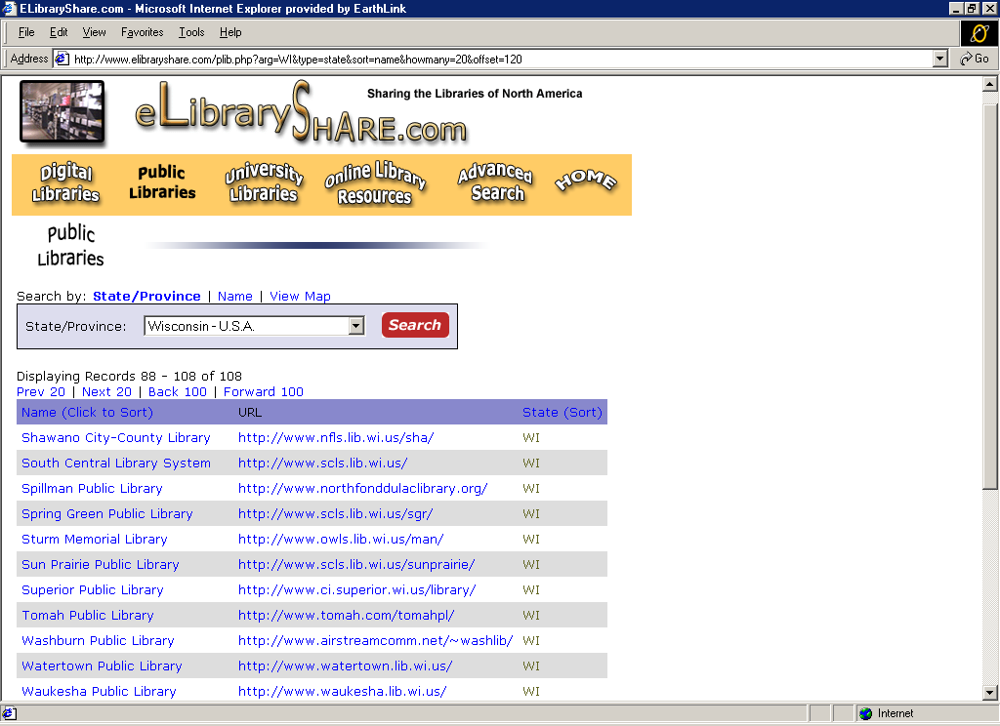 ELibraryShare.com - Microsoft Internet Explorer provided by EarthLink
File Edit View Favorites Tools Help
Address http://www.elibraryshare.com/plib.php?arg=WI&type=state&sort=name&howmany=20&offset=120 Go
Sharing the Libraries of North America
eLibrarySHARE.com
Digital Libraries Public Libraries University Libraries Online Library Resources Advanced Search HOME
Public
Libraries
Search by: State/Province | Name | View Map
State/Province: Wisconsin - U.S.A. Search
Displaying Records 88 - 108 of 108
Prev 20 | Next 20 | Back 100 | Forward 100
Name (Click to Sort) URL State (Sort)
Shawano City-County Library http://www.nfls.lib.wi.us/sha/ WI
South Central Library System http://www.scls.lib.wi.us/ WI
Spillman Public Library http://www.northfonddulaclibrary.org/ WI
Spring Green Public Library http://www.scls.lib.wi.us/sgr/ WI
Sturm Memorial Library http://www.owls.lib.wi.us/man/ WI
Sun Prairie Public Library http://www.scls.lib.wi.us/sunprairie/ WI
Superior Public Library http://www.ci.superior.wi.us/library/ WI
Tomah Public Library http://www.tomah.com/tomahpl/ WI
Washburn Public Library http://www.airstreamcomm.net/~washlib/ WI
Watertown Public Library http://www.watertown.lib.wi.us/ WI
Waukesha Public Library http://www.waukesha.lib.wi.us/ WI
Internet